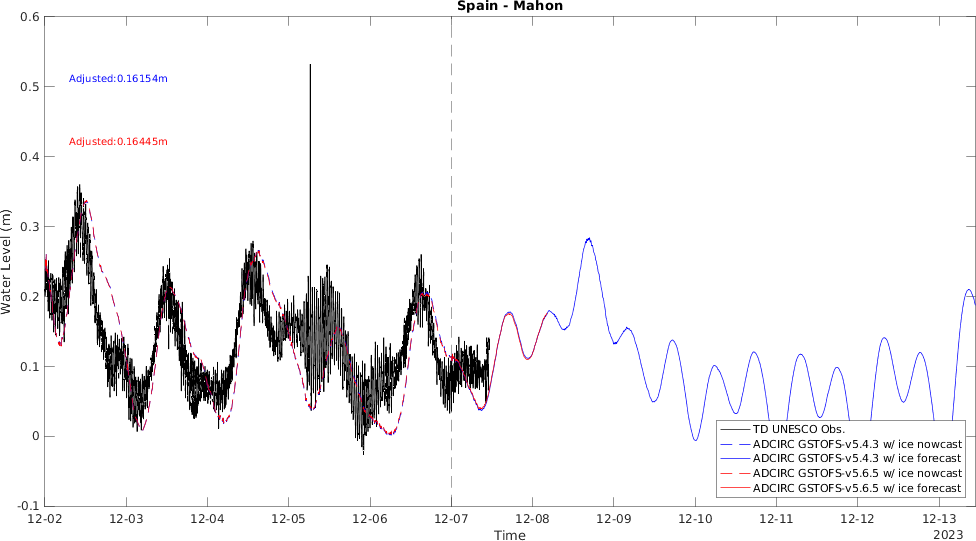 Spain - Mahon
0.6
0.5
0.4
0.3
0.2
0.1
0
-0.1
Water Level (m)
Adjusted:0.16154m
Adjusted:0.16445m
TD UNESCO Obs.
ADCIRC GSTOFS-v5.4.3 w/ ice nowcast
ADCIRC GSTOFS-v5.4.3 w/ ice forecast
ADCIRC GSTOFS-v5.6.5 w/ ice nowcast
ADCIRC GSTOFS-v5.6.5 w/ ice forecast
12-02 12-03 12-04 12-05 12-06 12-07 12-08 12-09 12-10 12-11 12-12 12-13
Time
2023